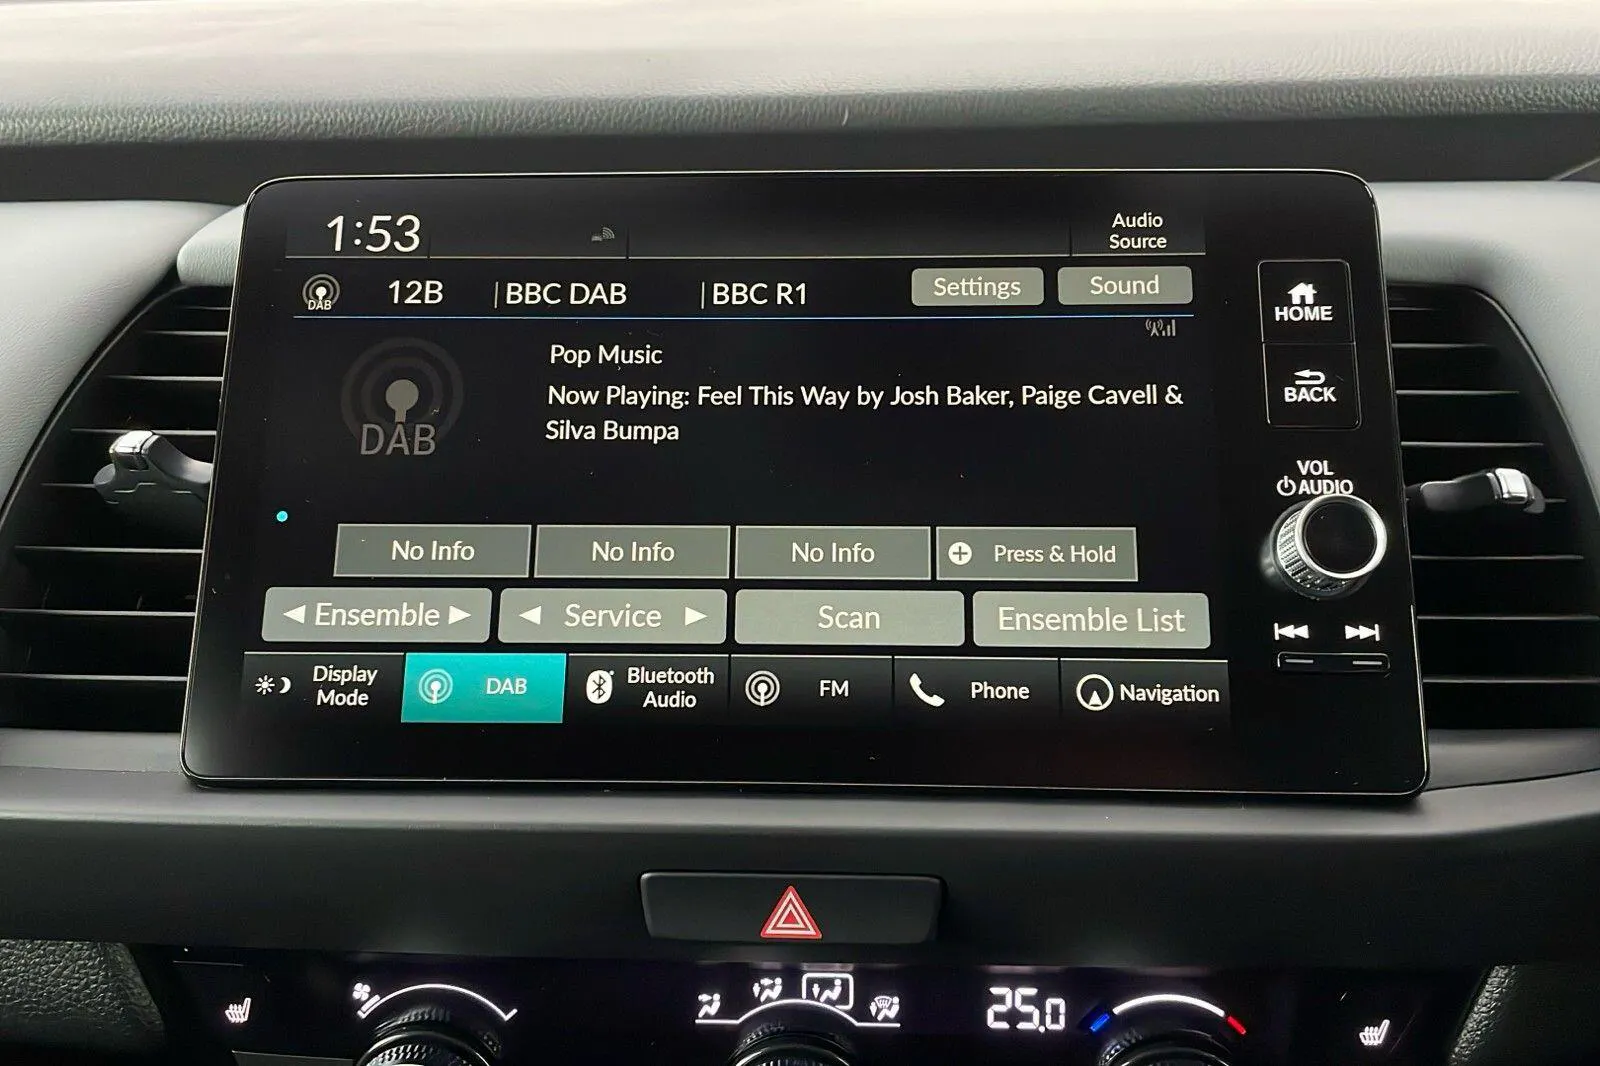 1:53
Audio
Source
DAB
12B
|BBC DAB
|BBC R1
Settings
Sound
HOME
Pop Music
Now Playing: Feel This Way by Josh Baker, Paige Cavell &
Silva Bumpa
DAB
BACK
VOL
AUDIO
No Info
No Info
No Info
Press & Hold
Ensemble
Service
Scan
Ensemble List
Display
Mode
DAB
Bluetooth
Audio
FM
Phone
Navigation
25.0